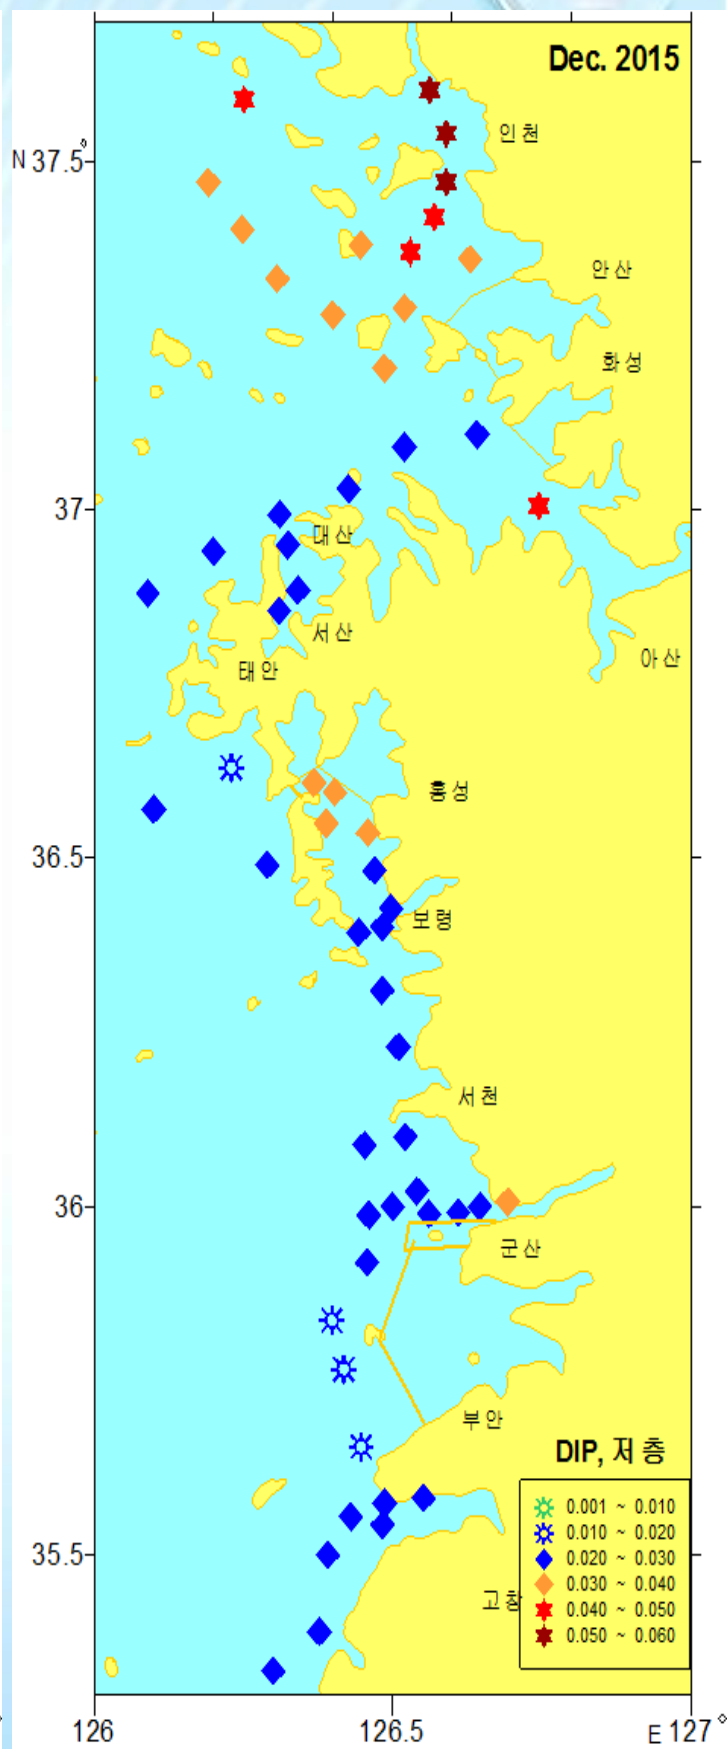 Dec. 2015
인천
N 37.5°
안산
화성
37
대산
서산
아산
태안
홍성
36.5
보령
서천
36
군산
부안
DIP, 저층
0.001 ~ 0.010
0.010 ~ 0.020
35.5
0.020 ~ 0.030
0.030 ~ 0.040
고창
0.040 ~ 0.050
0.050 ~ 0.060
126
126.5
E 127 °